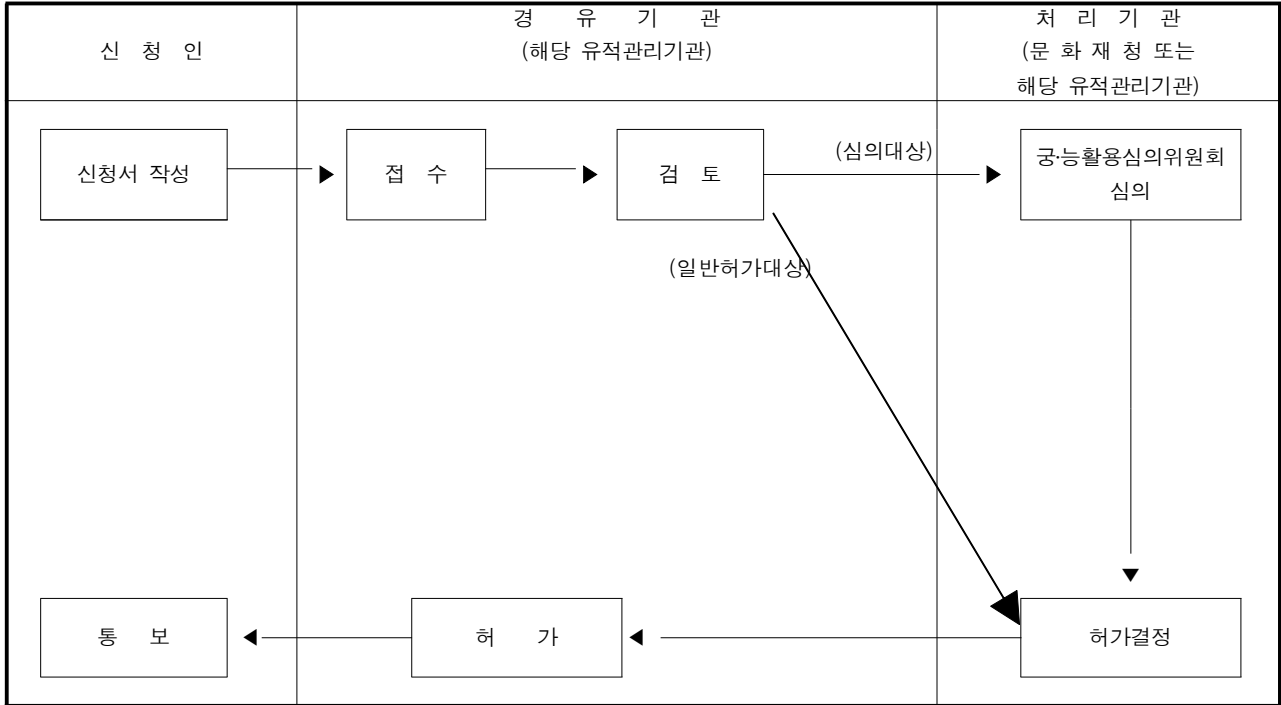 신 청 인
경 유 기 관
(해당 유적관리기관)
처 리 기 관
(문 화 재 청 또는
해당 유적관리기관)
신청서 작성
접 수
검 토
(심의대상)
궁·능활용심의위원회
심의
(일반허가대상)
통 보
허 가
허가결정